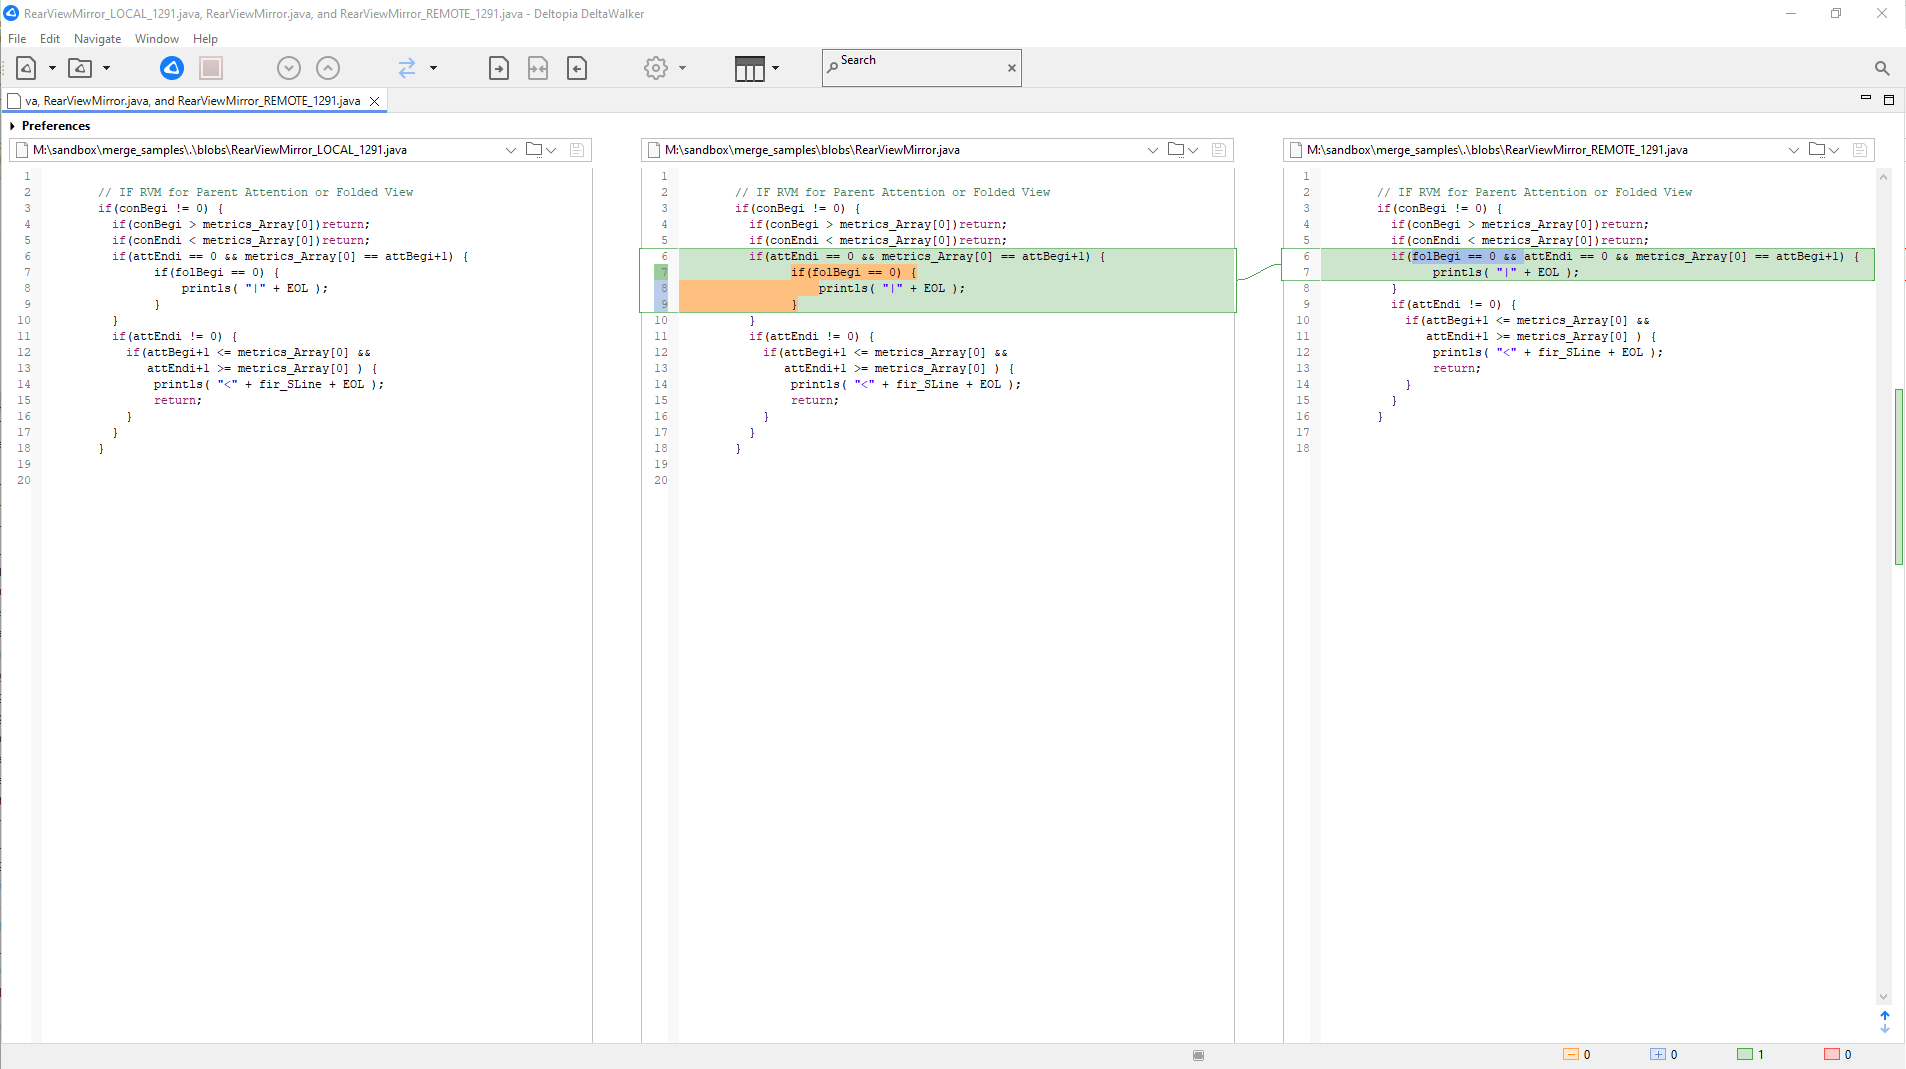 RearViewMirror_LOCAL_1291.java, RearViewMirror.java, and RearViewMirror_REMOTE_1291.java - Deltopia DeltaWalker
File Edit Navigate Window Help
Search
va, RearViewMirror.java, and RearViewMirror_REMOTE_1291.java
Preferences
M:\sandbox\merge_samples\.\blobs\RearViewMirror_LOCAL_1291.java
1
2 // IF RVM for Parent Attention or Folded View
3 if(conBegi != 0) {
4 if(conBegi > metrics_Array[0])return;
5 if(conEndi < metrics_Array[0])return;
6 if(attEndi == 0 && metrics_Array[0] == attBegi+1) {
7 if(folBegi == 0) {
8 printls( "|" + EOL );
9 }
10 }
11 if(attEndi != 0) {
12 if(attBegi+1 <= metrics_Array[0] &&
13 attEndi+1 >= metrics_Array[0] ) {
14 printls( "<" + fir_SLine + EOL );
15 return;
16 }
17 }
18 }
19
20
M:\sandbox\merge_samples\blobs\RearViewMirror.java
1
2 // IF RVM for Parent Attention or Folded View
3 if(conBegi != 0) {
4 if(conBegi > metrics_Array[0])return;
5 if(conEndi < metrics_Array[0])return;
6 if(attEndi == 0 && metrics_Array[0] == attBegi+1) {
7 if(folBegi == 0) {
8 printls( "|" + EOL );
9 }
10 }
11 if(attEndi != 0) {
12 if(attBegi+1 <= metrics_Array[0] &&
13 attEndi+1 >= metrics_Array[0] ) {
14 printls( "<" + fir_SLine + EOL );
15 return;
16 }
17 }
18 }
19
20
M:\sandbox\merge_samples\.\blobs\RearViewMirror_REMOTE_1291.java
1
2 // IF RVM for Parent Attention or Folded View
3 if(conBegi != 0) {
4 if(conBegi > metrics_Array[0])return;
5 if(conEndi < metrics_Array[0])return;
6 if(folBegi == 0 && attEndi == 0 && metrics_Array[0] == attBegi+1) {
7 printls( "|" + EOL );
8 }
9 if(attEndi != 0) {
10 if(attBegi+1 <= metrics_Array[0] &&
11 attEndi+1 >= metrics_Array[0] ) {
12 printls( "<" + fir_SLine + EOL );
13 return;
14 }
15 }
16 }
17
18
0 0 1 0